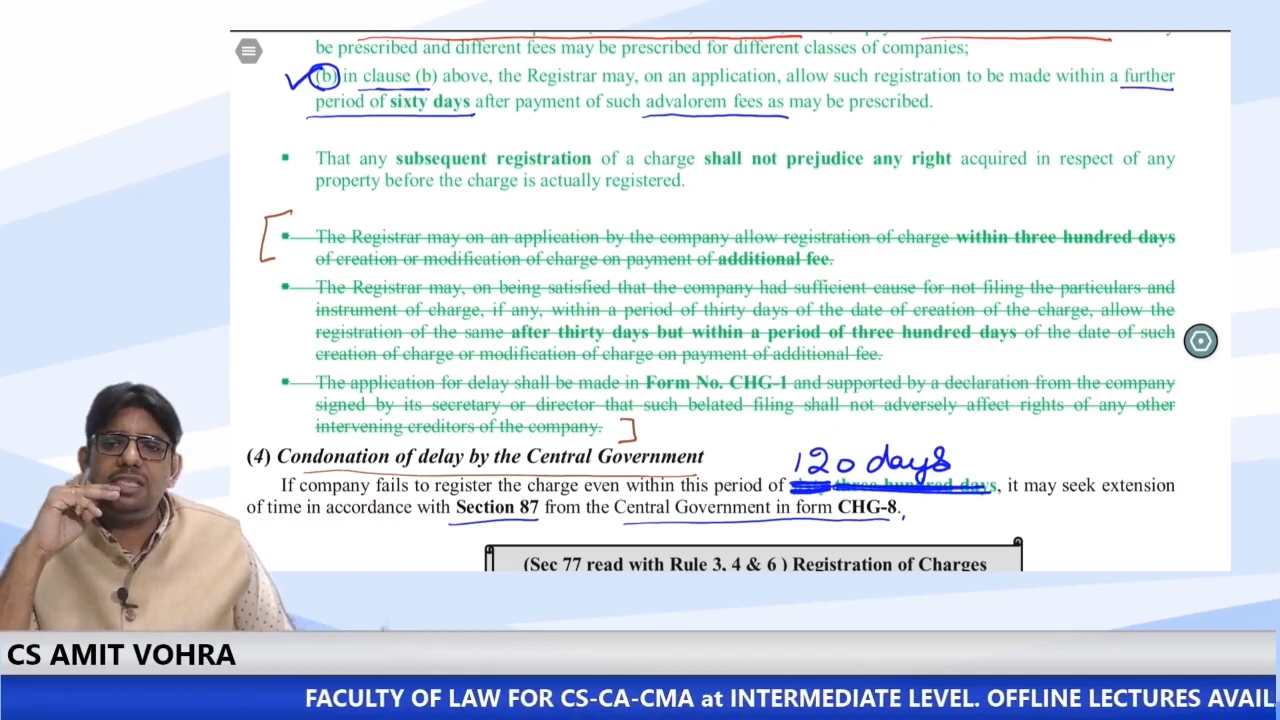 be prescribed and different fees may be prescribed for different classes of companies;
(b) in clause (b) above, the Registrar may, on an application, allow such registration to be made within a further
period of sixty days after payment of such advalorem fees as may be prescribed.
▪ That any subsequent registration of a charge shall not prejudice any right acquired in respect of any
property before the charge is actually registered.
▪ The Registrar may on an application by the company allow registration of charge within three hundred days
of creation or modification of charge on payment of additional fee.
▪ The Registrar may, on being satisfied that the company had sufficient cause for not filing the particulars and
instrument of charge, if any, within a period of thirty days of the date of creation of the charge, allow the
registration of the same after thirty days but within a period of three hundred days of the date of such
creation of charge or modification of charge on payment of additional fee.
▪ The application for delay shall be made in Form No. CHG-1 and supported by a declaration from the company
signed by its secretary or director that such belated filing shall not adversely affect rights of any other
intervening creditors of the company.
(4) Condonation of delay by the Central Government
120 days
If company fails to register the charge even within this period of three hundred days, it may seek extension
of time in accordance with Section 87 from the Central Government in form CHG-8.
(Sec 77 read with Rule 3, 4 & 6 ) Registration of Charges
CS AMIT VOHRA
FACULTY OF LAW FOR CS-CA-CMA at INTERMEDIATE LEVEL. OFFLINE LECTURES AVAIL